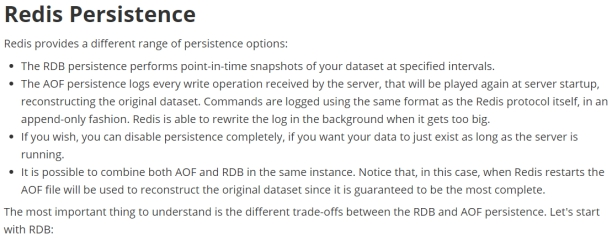 Redis Persistence
Redis provides a different range of persistence options:
• The RDB persistence performs point-in-time snapshots of your dataset at specified intervals.
• The AOF persistence logs every write operation received by the server, that will be played again at server startup,
reconstructing the original dataset. Commands are logged using the same format as the Redis protocol itself, in an
append-only fashion. Redis is able to rewrite the log in the background when it gets too big.
• If you wish, you can disable persistence completely, if you want your data to just exist as long as the server is
running.
• It is possible to combine both AOF and RDB in the same instance. Notice that, in this case, when Redis restarts the
AOF file will be used to reconstruct the original dataset since it is guaranteed to be the most complete.
The most important thing to understand is the different trade-offs between the RDB and AOF persistence. Let's start
with RDB: